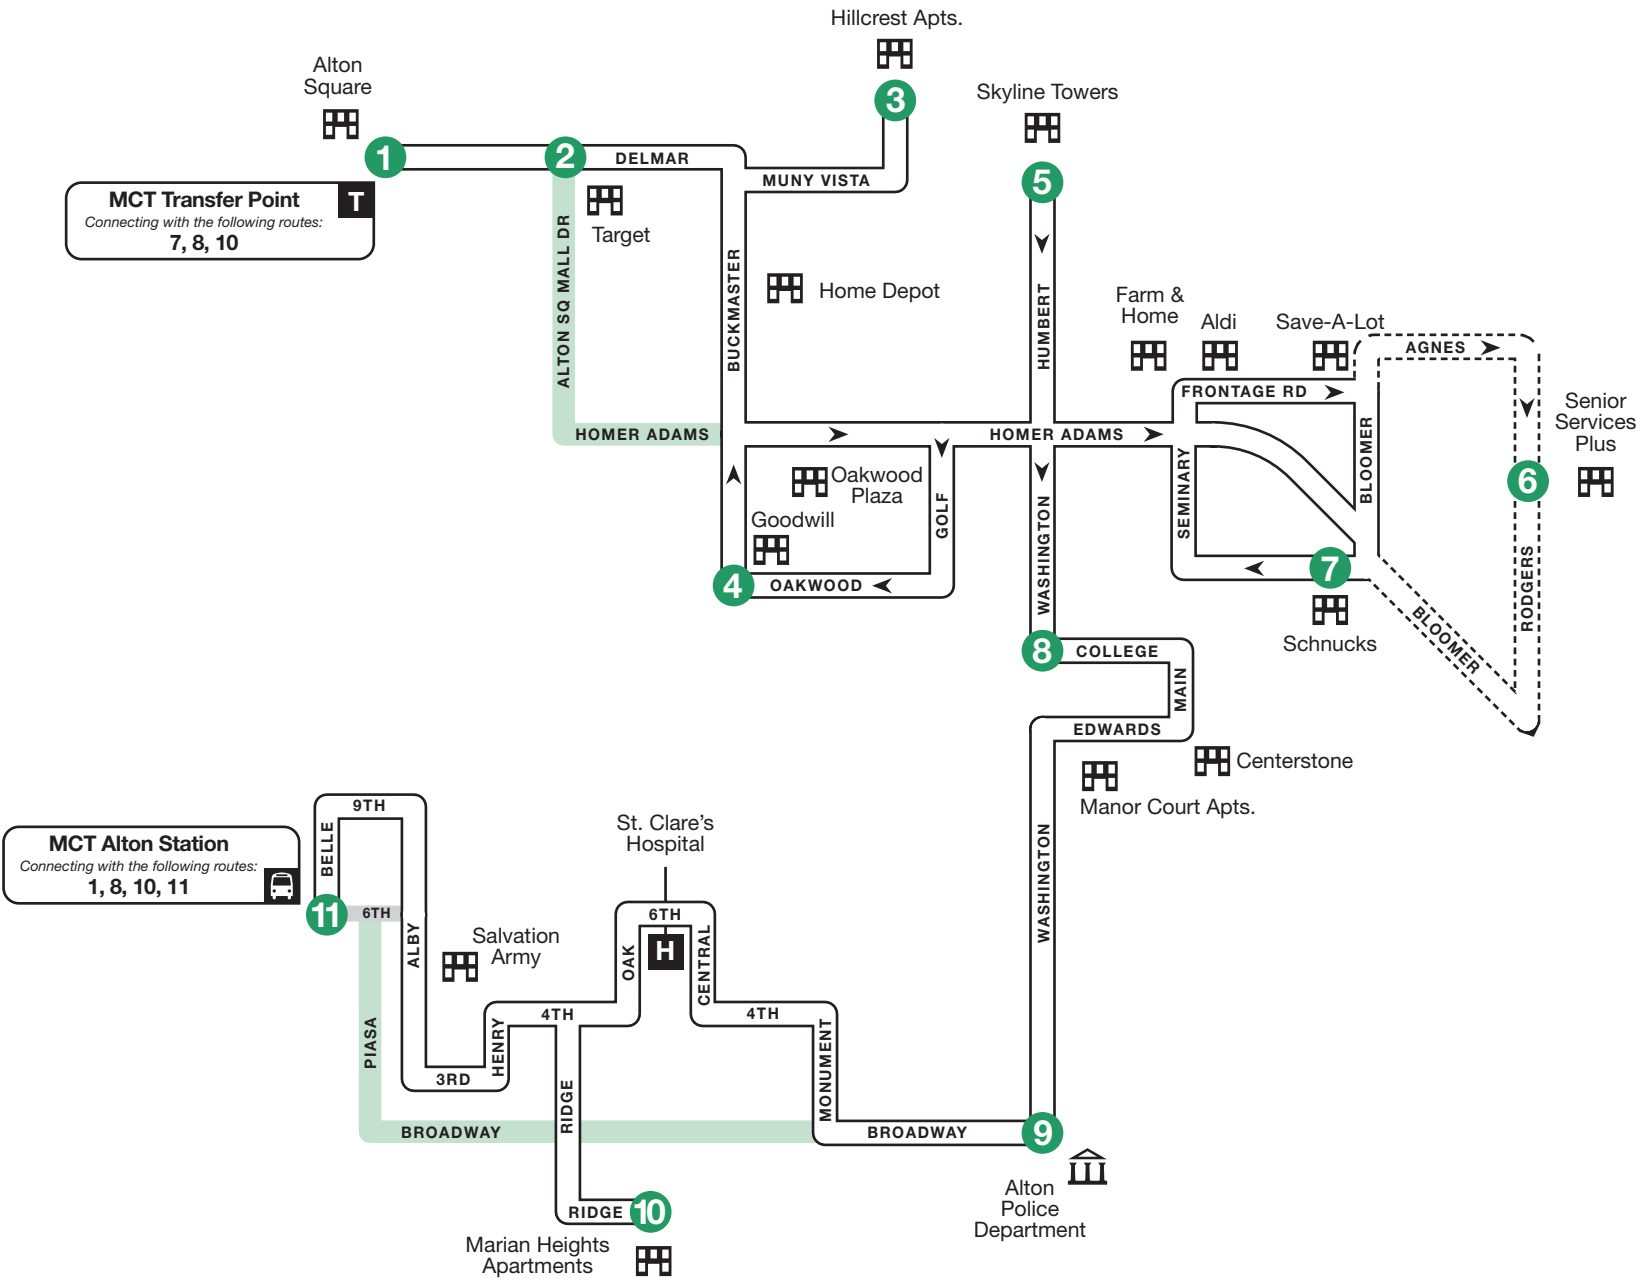 Hillcrest Apts.
3
Alton
Square
Skyline Towers
1
2
DELMAR
MUNY VISTA
5
MCT Transfer Point
T
Connecting with the following routes:
7, 8, 10
Target
ALTON SQ MALL DR
BUCKMASTER
Home Depot
HUMBERT
Farm &
Home
Aldi
Save-A-Lot
AGNES
FRONTAGE RD
HOMER ADAMS
HOMER ADAMS
Senior
Services
Plus
6
Oakwood
Plaza
GOLF
Goodwill
4
OAKWOOD
WASHINGTON
SEMINARY
BLOOMER
7
Schnucks
RODGERS
BLOOMER
8
COLLEGE
MAIN
EDWARDS
Centerstone
Manor Court Apts.
WASHINGTON
9TH
BELLE
MCT Alton Station
Connecting with the following routes:
1, 8, 10, 11
11
6TH
ALBY
Salvation
Army
St. Clare's
Hospital
6TH
H
OAK
CENTRAL
4TH
4TH
HENRY
3RD
PIASA
RIDGE
MONUMENT
BROADWAY
BROADWAY
9
Alton
Police
Department
RIDGE
10
Marian Heights
Apartments